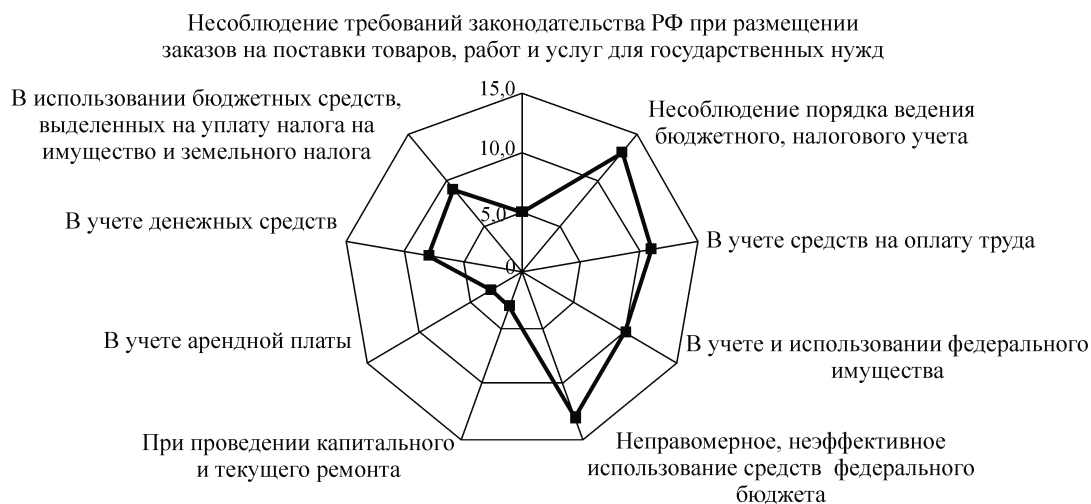 Несоблюдение требований законодательства РФ при размещении
заказов на поставки товаров, работ и услуг для государственных нужд
15,0
10,0
5,0
0
Несоблюдение порядка ведения
бюджетного, налогового учета
В учете средств на оплату труда
В учете и использовании федерального
имущества
Неправомерное, неэффективное
использование средств федерального
бюджета
При проведении капитального
и текущего ремонта
В учете арендной платы
В учете денежных средств
В использовании бюджетных средств,
выделенных на уплату налога на
имущество и земельного налога